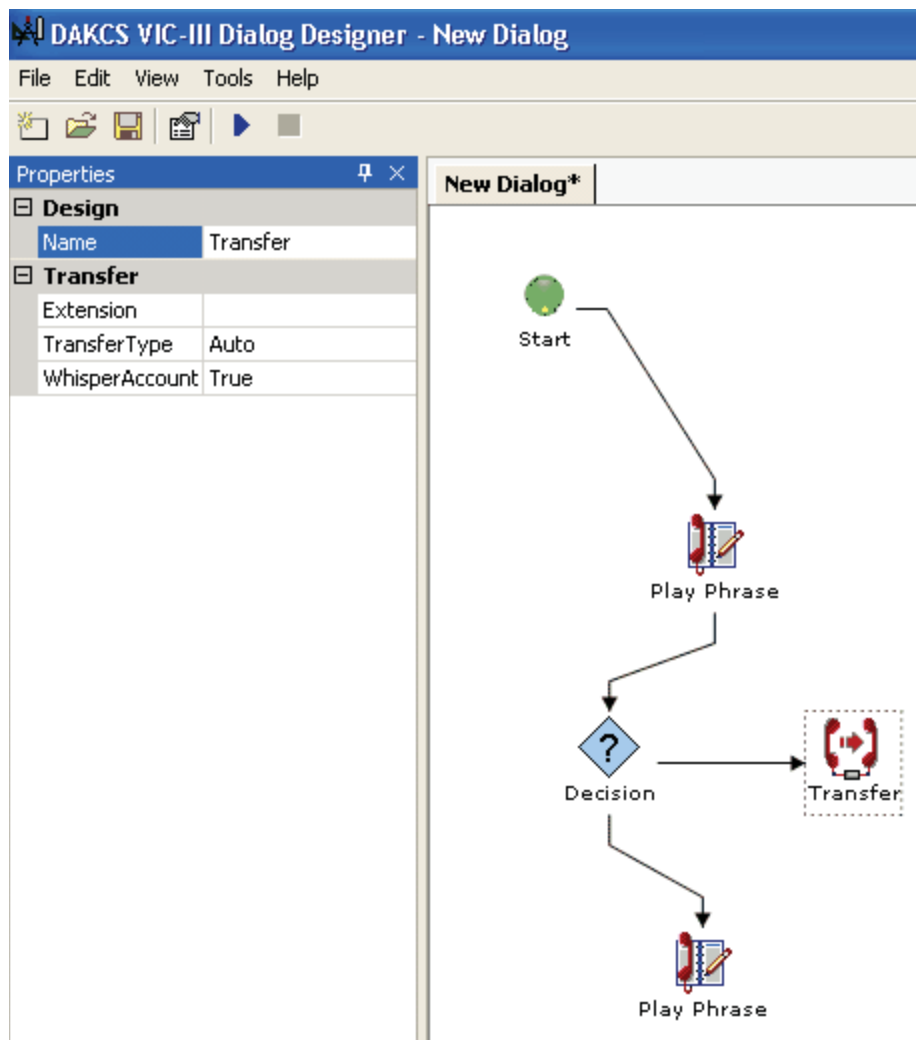 DAKCS VIC-III Dialog Designer - New Dialog
File Edit View Tools Help
Properties
New Dialog*
Design
Name Transfer
Transfer
Extension
TransferType Auto
WhisperAccount True
Start
Play Phrase
?
Decision
Transfer
Play Phrase